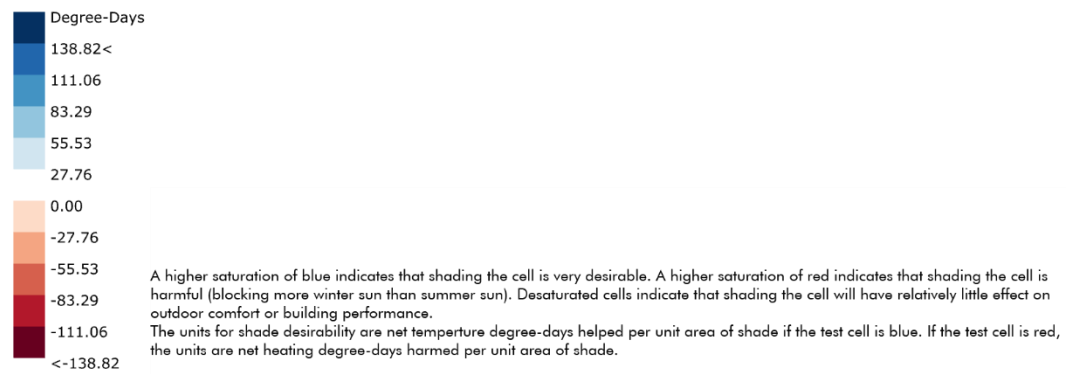 Degree-Days
138.82<
111.06
83.29
55.53
27.76
0.00
-27.76
-55.53
-83.29
-111.06
<-138.82
A higher saturation of blue indicates that shading the cell is very desirable. A higher saturation of red indicates that shading the cell is
harmful (blocking more winter sun than summer sun). Desaturated cells indicate that shading the cell will have relatively little effect on
outdoor comfort or building performance.
The units for shade desirability are net temperture degree-days helped per unit area of shade if the test cell is blue. If the test cell is red,
the units are net heating degree-days harmed per unit area of shade.